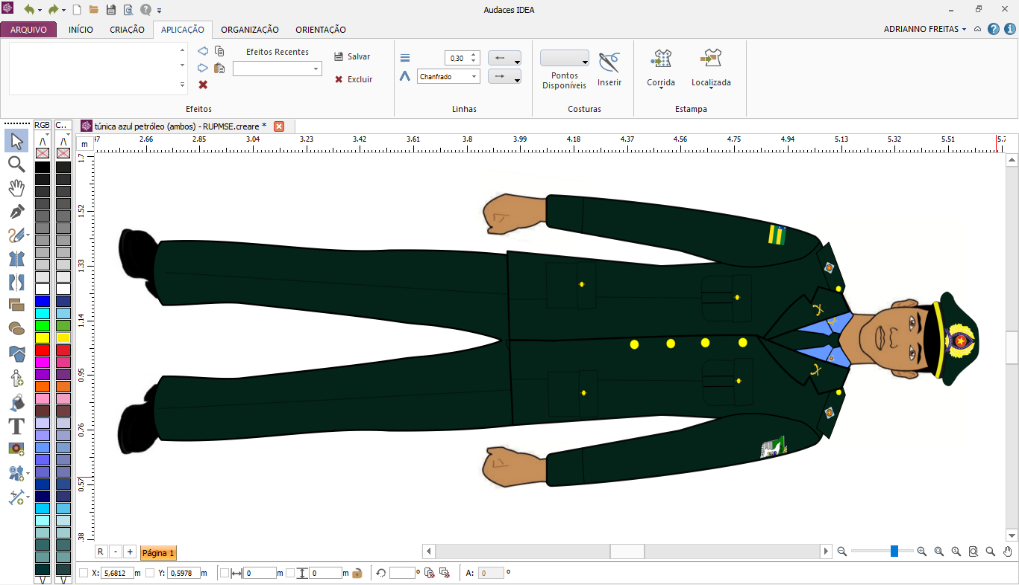 Audaces IDEA
ARQUIVO INÍCIO CRIAÇÃO APLICAÇÃO ORGANIZAÇÃO ORIENTAÇÃO ADRIANNO FREITAS
Efeitos Recentes
Salvar
Excluir
Efeitos
0,30
Chanfrado
Linhas
Pontos
Disponíveis
Inserir
Costuras
Corrida
Localizada
Estampa
RGB C...
túnica azul petróleo (ambos) - RUPMSE.creare *
m
2.66 2.85 3.04 3.23 3.42 3.61 3.8 3.99 4.18 4.37 4.56 4.75 4.94 5.13 5.32 5.51
1.7
1.52
1.33
1.14
0.95
0.76
0.57
.38
R - + Página 1
X: 5,6812 m Y: 0,5978 m 0 m 0 m ° A: 0 °